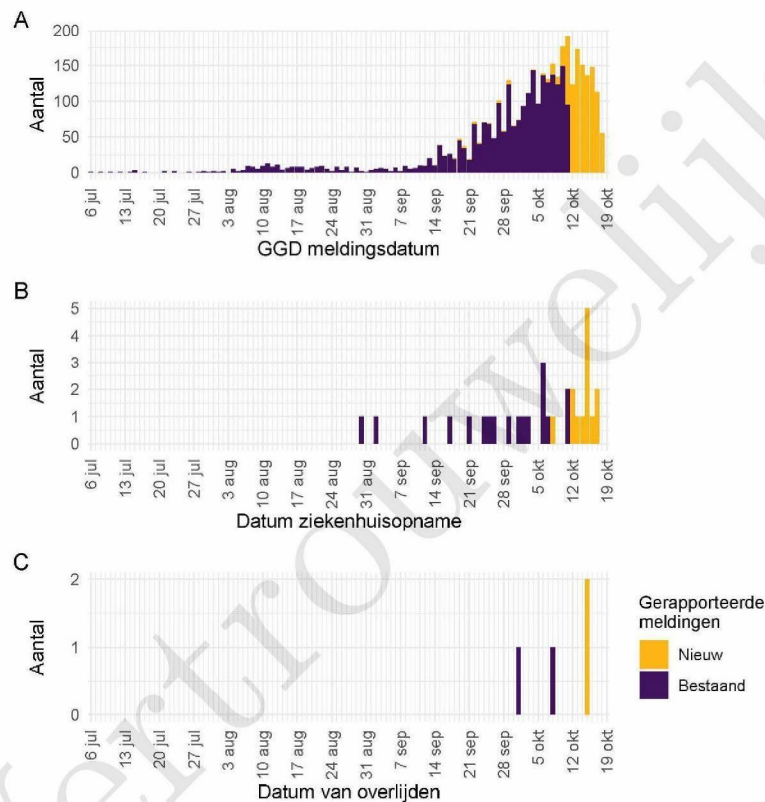 A
200
150
100
50
0
Aantal
6 jul
13 jul
20 jul
27 jul
3 aug
10 aug
17 aug
24 aug
31 aug
7 sep
14 sep
21 sep
28 sep
5 okt
12 okt
19 okt
GGD meldingsdatum
B
5
4
3
2
1
0
Aantal
6 jul
13 jul
20 jul
27 jul
3 aug
10 aug
17 aug
24 aug
31 aug
7 sep
14 sep
21 sep
28 sep
5 okt
12 okt
19 okt
Datum ziekenhuisopname
C
2
1
0
Aantal
6 jul
13 jul
20 jul
27 jul
3 aug
10 aug
17 aug
24 aug
31 aug
7 sep
14 sep
21 sep
28 sep
5 okt
12 okt
19 okt
Datum van overlijden
Gerapporteerde
meldingen
Nieuw
Bestaand
ertrouwelij